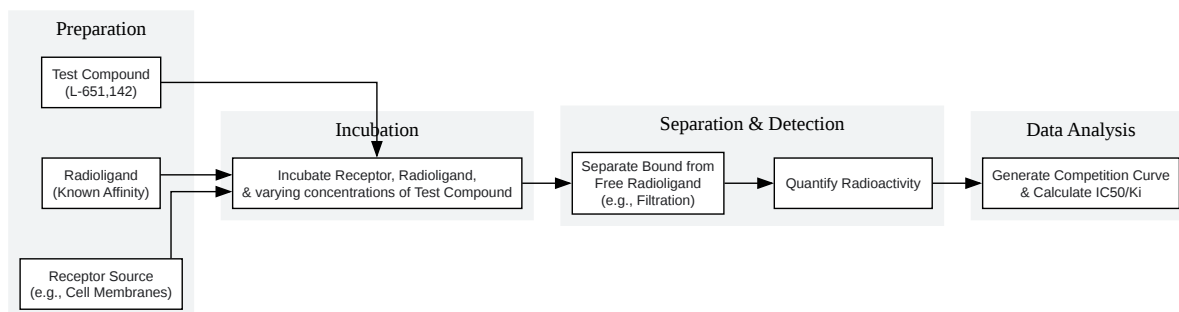 Preparation
Test Compound
(L-651,142)
Radioligand
(Known Affinity)
Receptor Source
(e.g., Cell Membranes)
Incubation
Incubate Receptor, Radioligand,
& varying concentrations of Test Compound
Separation & Detection
Separate Bound from
Free Radioligand
(e.g., Filtration)
Quantify Radioactivity
Data Analysis
Generate Competition Curve
& Calculate IC50/Ki